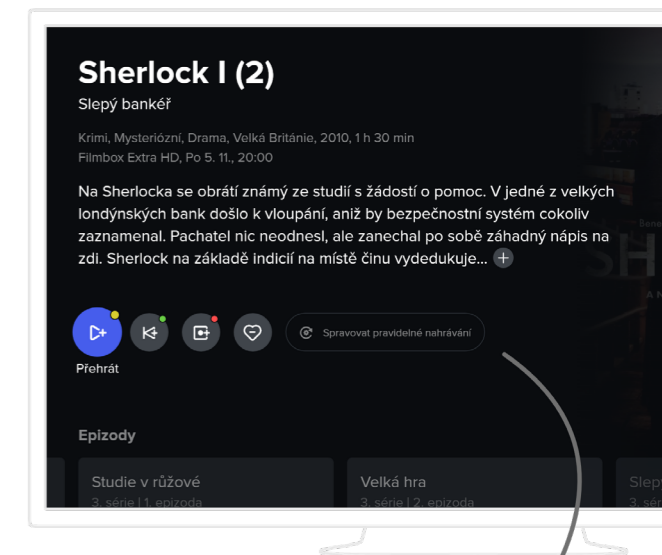 Sherlock I (2)
Slepý bankéř
Krimi, Mysteriózní, Drama, Velká Británie, 2010, 1 h 30 min
Filmbox Extra HD, Po 5. 11., 20:00
Na Sherlocka se obrátí známý ze studií s žádostí o pomoc. V jedné z velkých
londýnských bank došlo k vloupání, aniž by bezpečnostní systém cokoliv
zaznamenal. Pachatel nic neodnesl, ale zanechal po sobě záhadný nápis na
zdi. Sherlock na základě indicií na místě činu vydedukuje...
Spravovat pravidelné nahrávání
Přehrát
Epizody
Studie v růžové
3. série | 1. epizoda
Velká hra
3. série | 2. epizoda